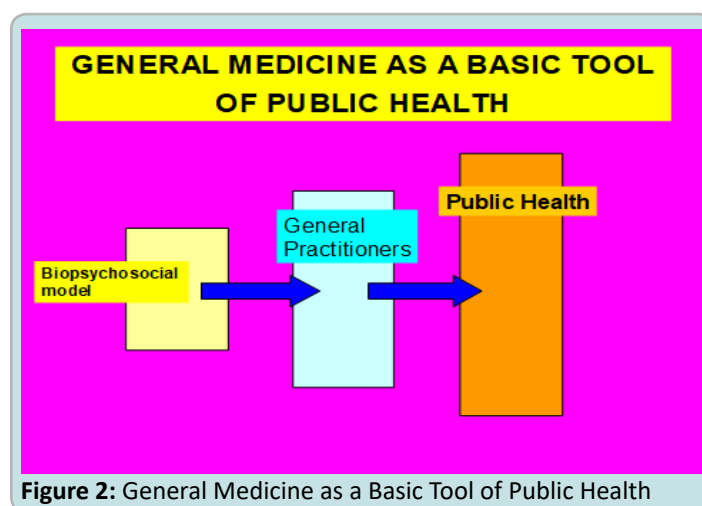 GENERAL MEDICINE AS A BASIC TOOL
OF PUBLIC HEALTH
Biopsychosocial
model
General
Practitioners
Public Health
Figure 2: General Medicine as a Basic Tool of Public Health